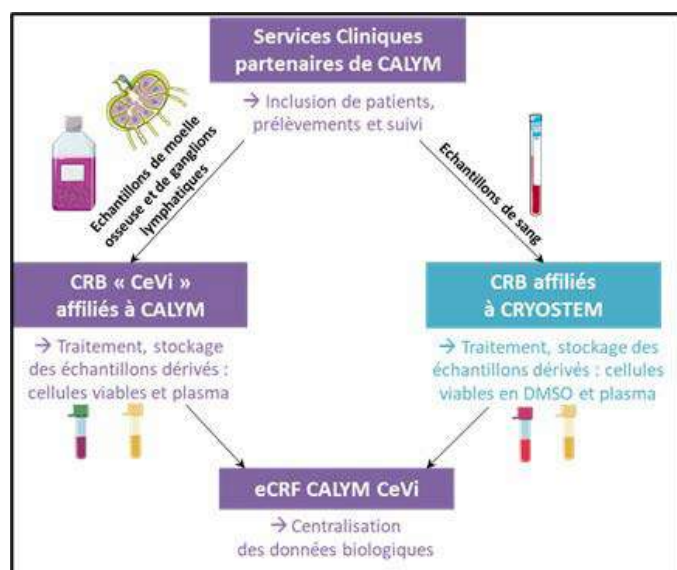 Services Cliniques
partenaires de CALYM
→ Inclusion de patients,
prélèvements et suivi
Echantillons de moelle
osseuse et de ganglions
lymphatiques
Echantillons de sang
CRB « CeVi »
affiliés à CALYM
→ Traitement, stockage
des échantillons dérivés :
cellules viables et plasma
CRB affiliés
à CRYOSTEM
→ Traitement, stockage des
échantillons dérivés : cellules
viables en DMSO et plasma
eCRF CALYM CeVi
→ Centralisation
des données biologiques